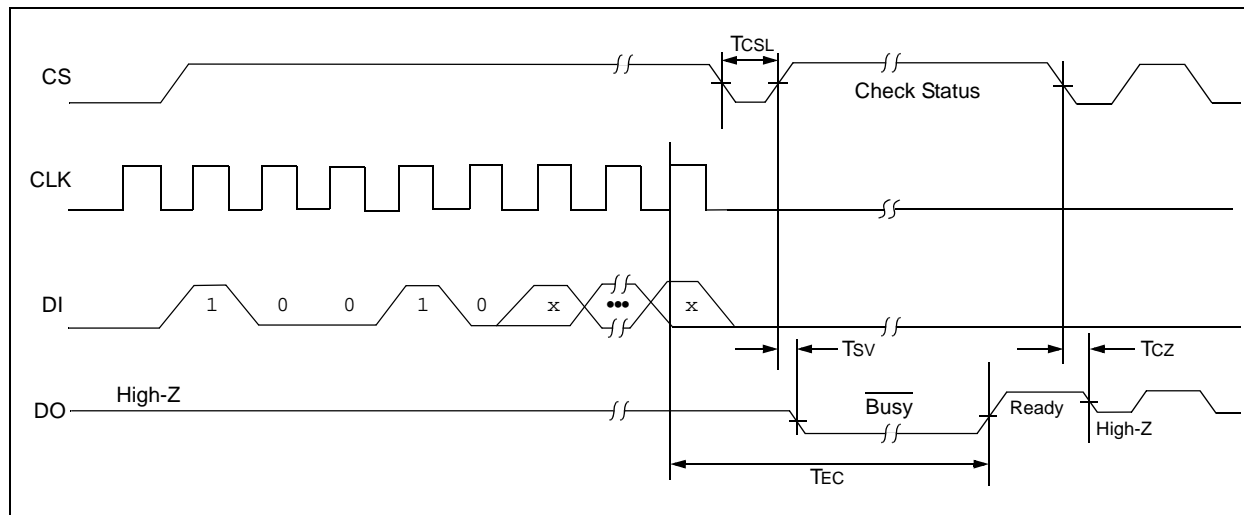 TCSL
CS
Check Status
CLK
DI 1 0 0 1 0 x ••• x
TSV TCZ
High-Z
DO Busy Ready
High-Z
TEC